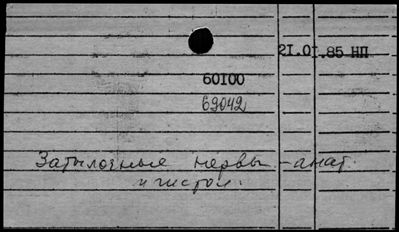 21.01.85 НП
60100
69042
Затылочные нервы - анат.
и гистол.